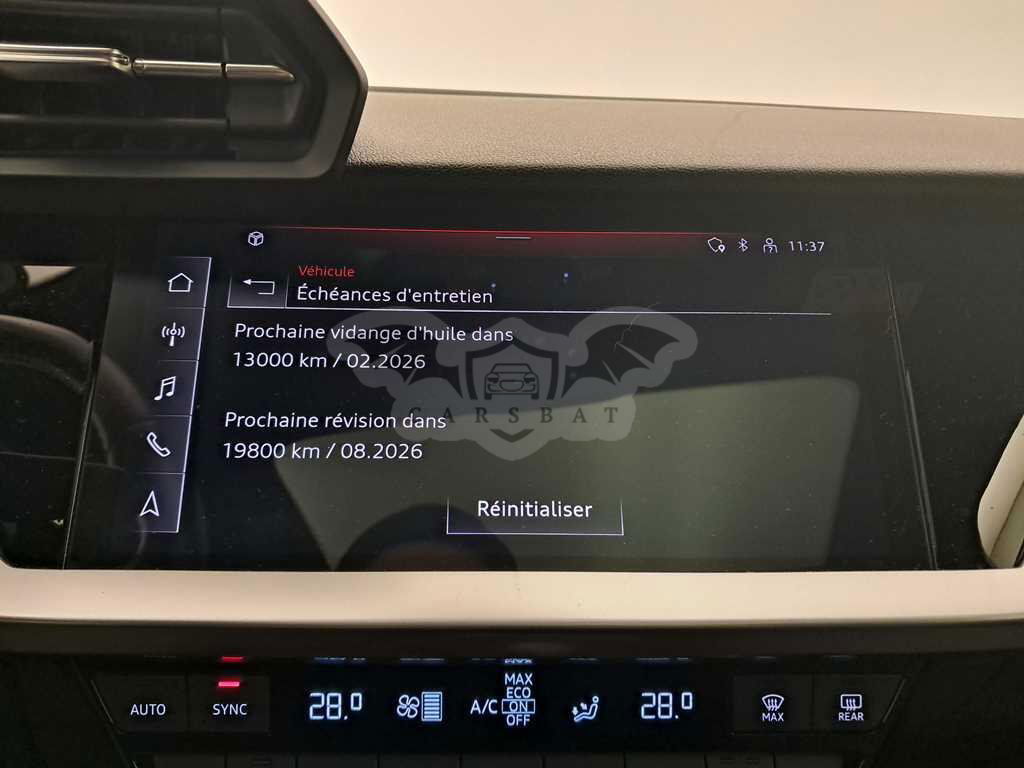 11:37
Véhicule
Échéances d'entretien
Prochaine vidange d'huile dans
13000 km / 02.2026
CARSBAT
Prochaine révision dans
19800 km / 08.2026
Réinitialiser
AUTO
SYNC
28.0
A/C
MAX
ECO
ON
OFF
28.0
MAX
REAR